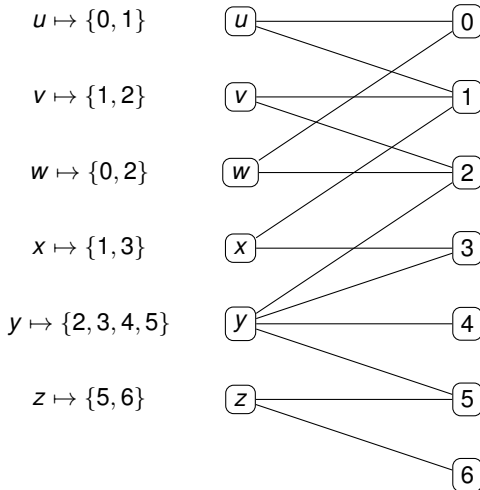 u ↦ {0, 1} u 0
v ↦ {1, 2} v 1
w ↦ {0, 2} w 2
x ↦ {1, 3} x 3
y ↦ {2, 3, 4, 5} y 4
z ↦ {5, 6} z 5
6